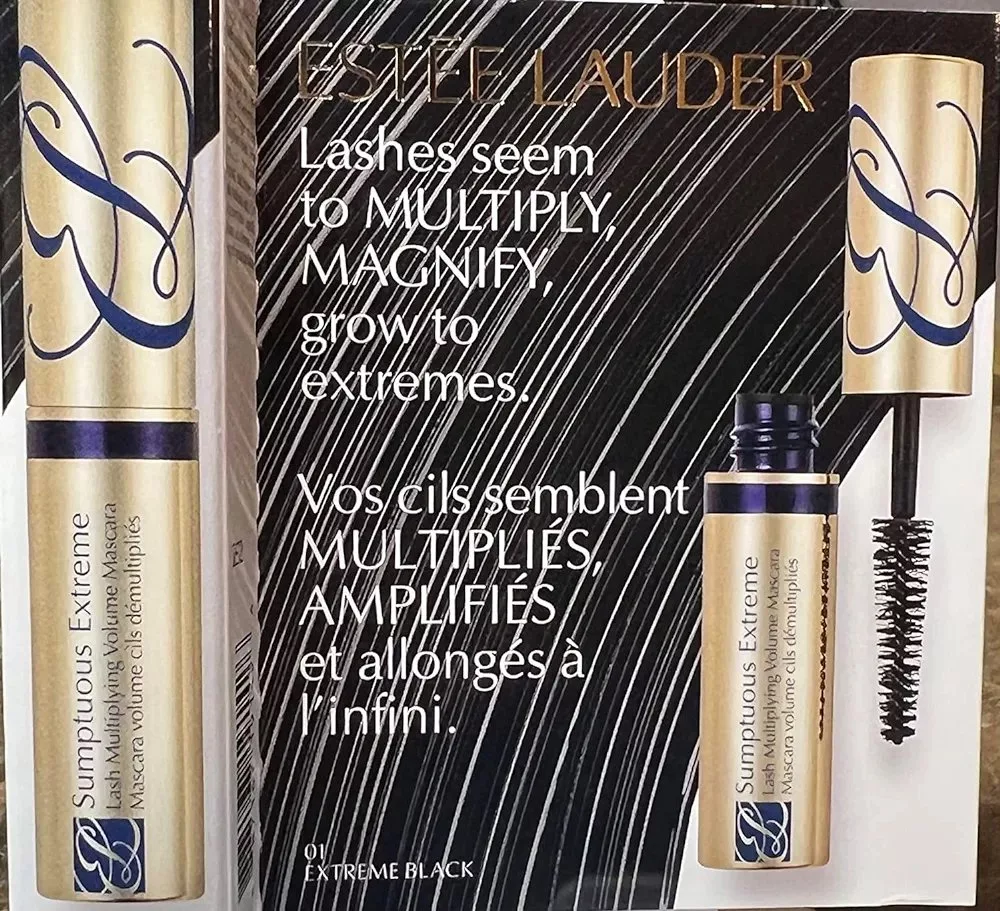 ESTÉE LAUDER
Lashes seem
to MULTIPLY,
MAGNIFY,
grow to
extremes.
Vos cils semblent
MULTIPLIÉS,
AMPLIFIÉS
et allongés à
l'infini.
01
EXTREME BLACK
Sumptuous Extreme
Lash Multiplying Volume Mascara
Mascara volume cils démultipliés
Sumptuous Extreme
Lash Multiplying Volume Mascara
Mascara volume cils démultipliés